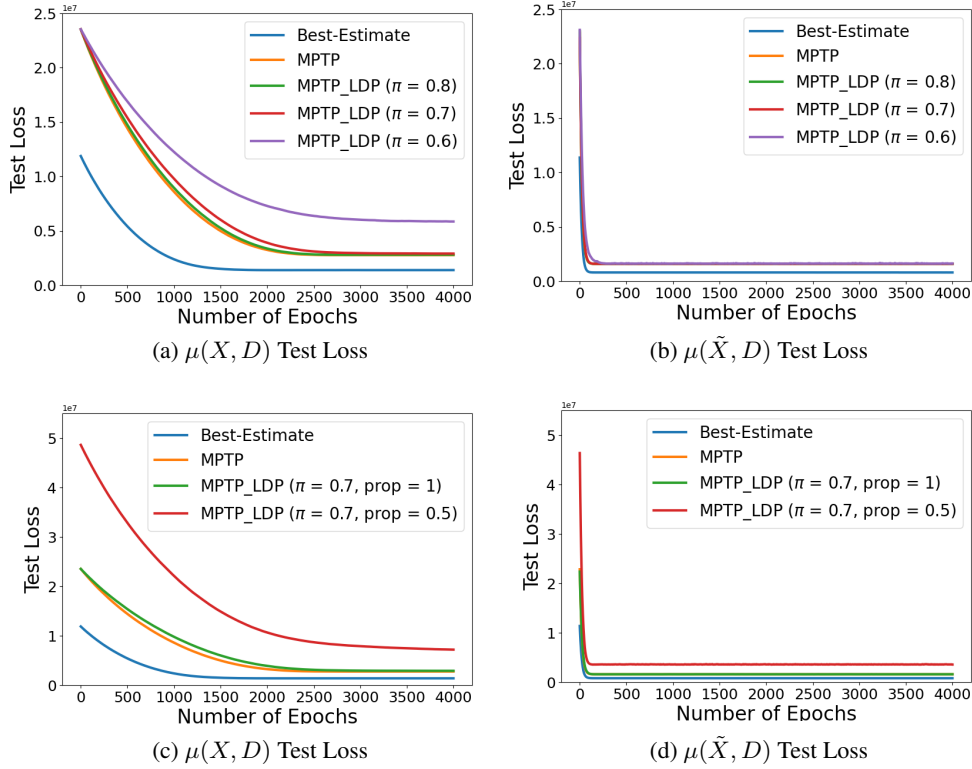 1e7
2.5
2.0
1.5
1.0
0.5
0.0
Test Loss
Best-Estimate
MPTP
MPTP_LDP (π = 0.8)
MPTP_LDP (π = 0.7)
MPTP_LDP (π = 0.6)
0 500 1000 1500 2000 2500 3000 3500 4000
Number of Epochs
(a) μ(X, D) Test Loss
1e7
2.5
2.0
1.5
1.0
0.5
0.0
Test Loss
Best-Estimate
MPTP
MPTP_LDP (π = 0.8)
MPTP_LDP (π = 0.7)
MPTP_LDP (π = 0.6)
0 500 1000 1500 2000 2500 3000 3500 4000
Number of Epochs
(b) μ(X̃, D) Test Loss
1e7
5
4
3
2
1
0
Test Loss
Best-Estimate
MPTP
MPTP_LDP (π = 0.7, prop = 1)
MPTP_LDP (π = 0.7, prop = 0.5)
0 500 1000 1500 2000 2500 3000 3500 4000
Number of Epochs
(c) μ(X, D) Test Loss
1e7
5
4
3
2
1
0
Test Loss
Best-Estimate
MPTP
MPTP_LDP (π = 0.7, prop = 1)
MPTP_LDP (π = 0.7, prop = 0.5)
0 500 1000 1500 2000 2500 3000 3500 4000
Number of Epochs
(d) μ(X̃, D) Test Loss